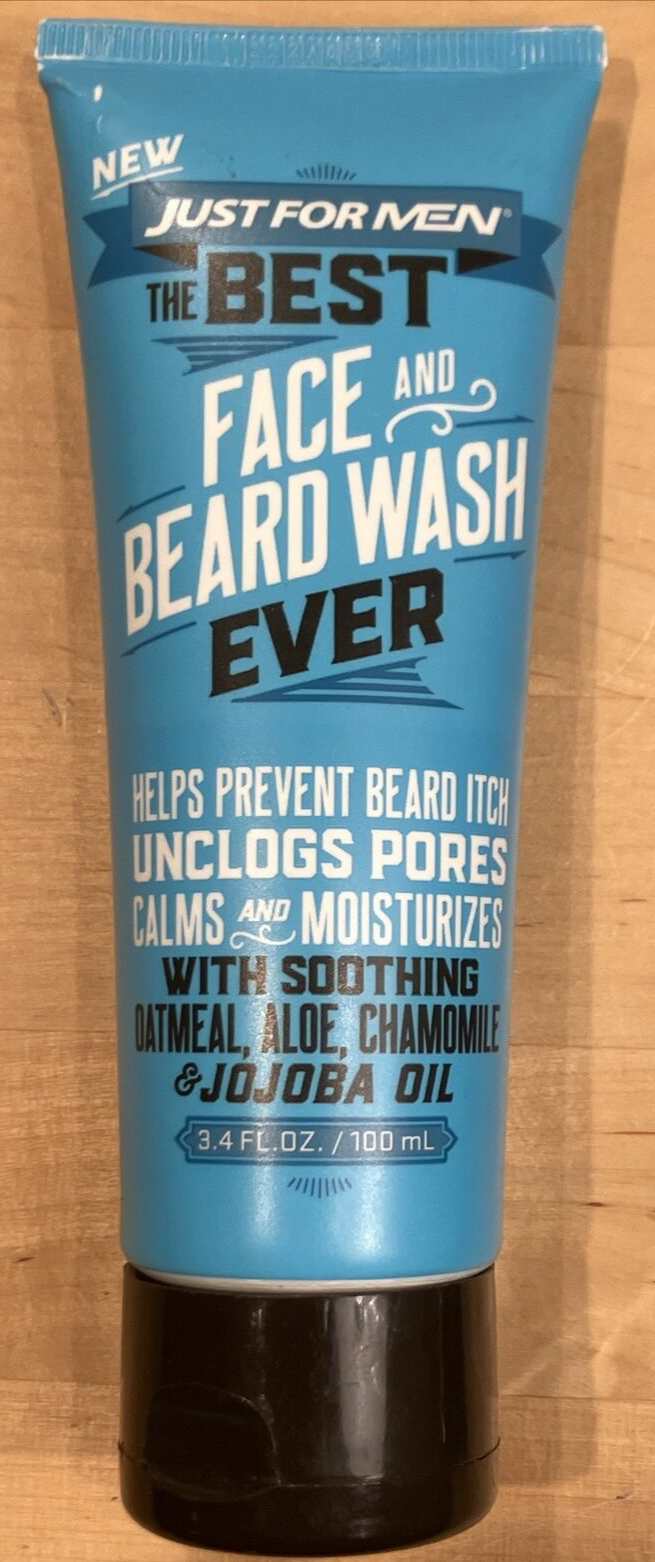 NEW
JUST FOR MEN®
THE BEST
FACE AND
BEARD WASH
EVER
HELPS PREVENT BEARD ITCH
UNCLOGS PORES
CALMS AND MOISTURIZES
WITH SOOTHING
OATMEAL, ALOE, CHAMOMILE
& JOJOBA OIL
3.4 FL.OZ. / 100 mL